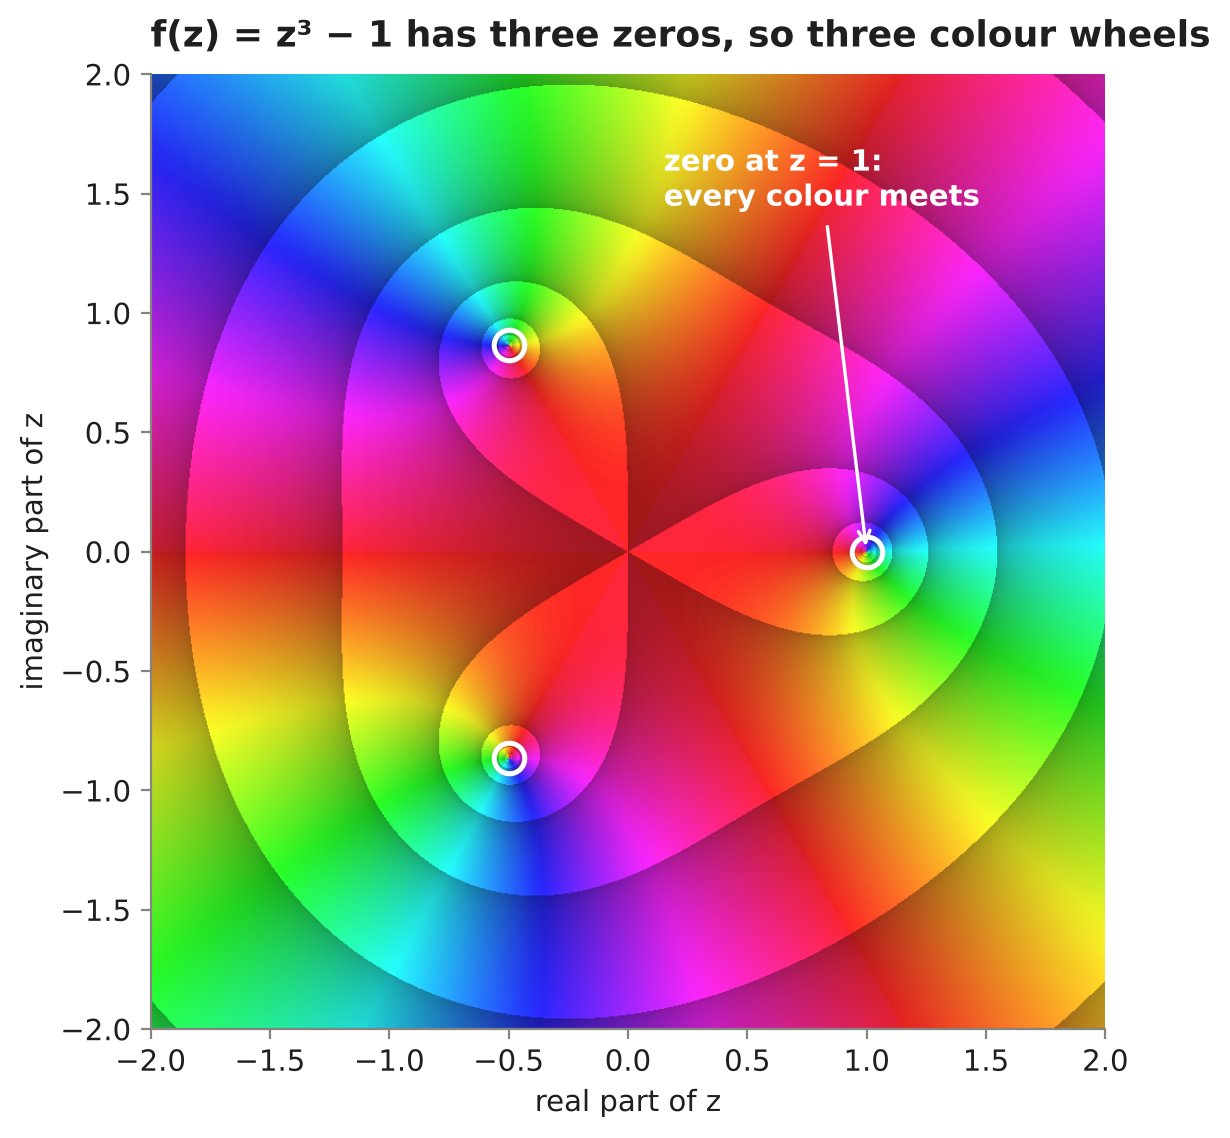 f(z) = z³ − 1 has three zeros, so three colour wheels
zero at z = 1:
every colour meets
imaginary part of z
2.0
1.5
1.0
0.5
0.0
−0.5
−1.0
−1.5
−2.0
−2.0 −1.5 −1.0 −0.5 0.0 0.5 1.0 1.5 2.0
real part of z